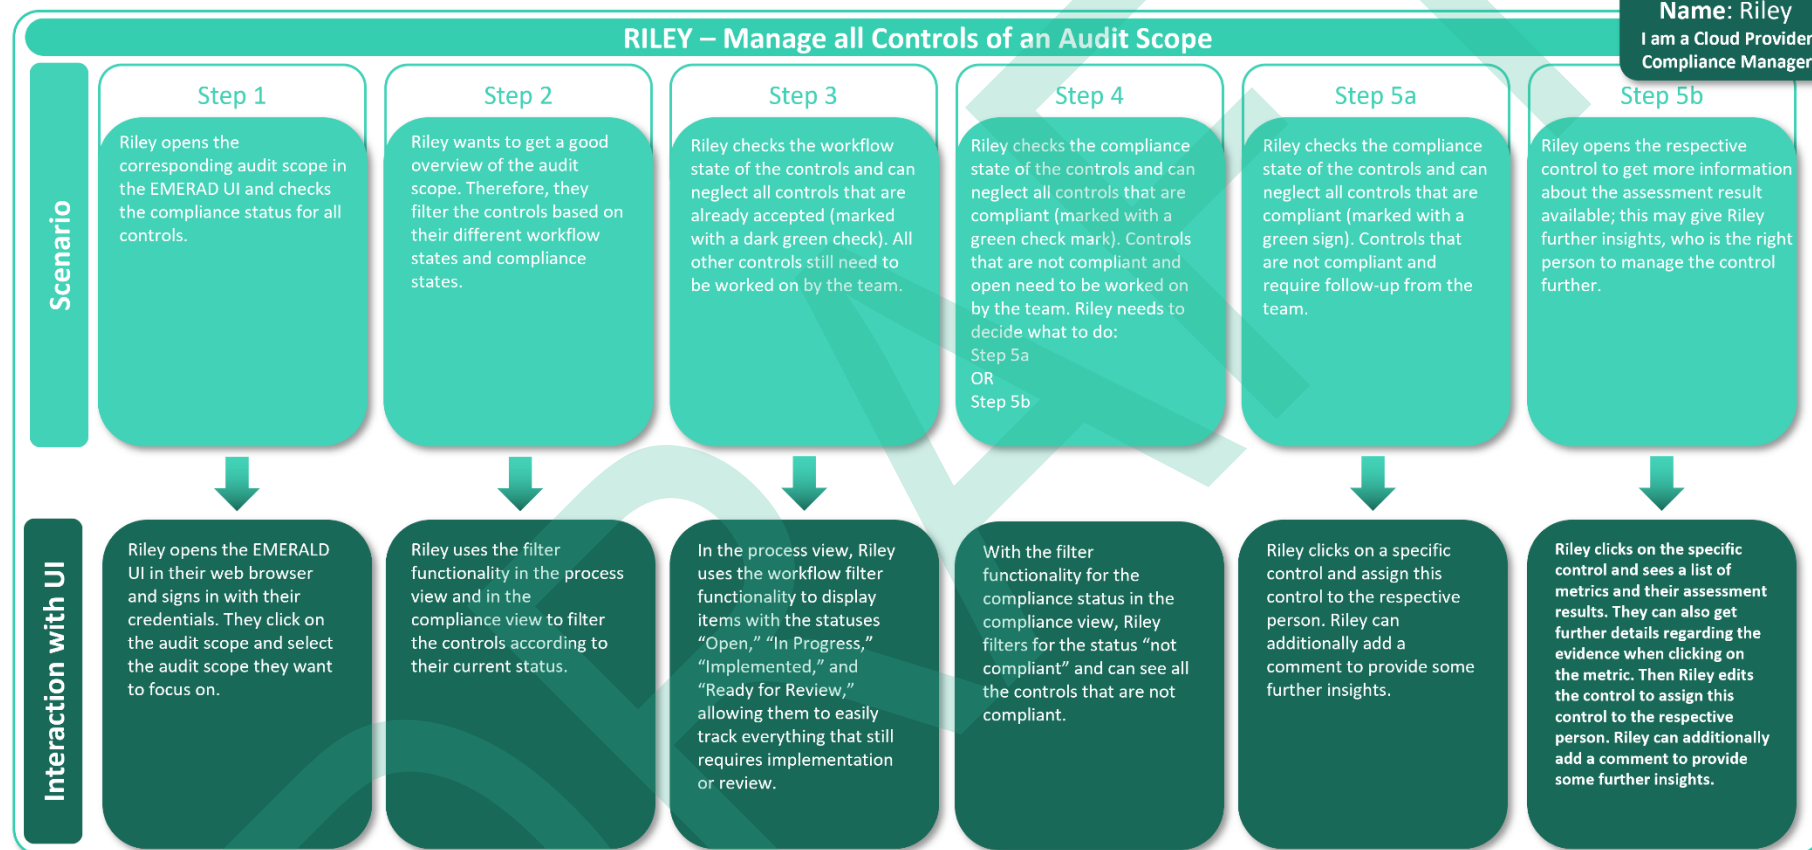 Name: Riley
I am a Cloud Provider
Compliance Manager
RILEY – Manage all Controls of an Audit Scope
Scenario
Step 1
Riley opens the
corresponding audit scope in
the EMERAD UI and checks
the compliance status for all
controls.
Step 2
Riley wants to get a good
overview of the audit
scope. Therefore, they
filter the controls based on
their different workflow
states and compliance
states.
Step 3
Riley checks the workflow
state of the controls and can
neglect all controls that are
already accepted (marked
with a dark green check). All
other controls still need to
be worked on by the team.
Step 4
Riley checks the compliance
state of the controls and can
neglect all controls that are
compliant (marked with a
green check mark). Controls
that are not compliant and
open need to be worked on
by the team. Riley needs to
decide what to do:
Step 5a
OR
Step 5b
Step 5a
Riley checks the compliance
state of the controls and can
neglect all controls that are
compliant (marked with a
green sign). Controls that
are not compliant and
require follow-up from the
team.
Step 5b
Riley opens the respective
control to get more information
about the assessment result
available; this may give Riley
further insights, who is the right
person to manage the control
further.
Interaction with UI
Riley opens the EMERALD
UI in their web browser
and signs in with their
credentials. They click on
the audit scope and select
the audit scope they want
to focus on.
Riley uses the filter
functionality in the process
view and in the
compliance view to filter
the controls according to
their current status.
In the process view, Riley
uses the workflow filter
functionality to display
items with the statuses
“Open,” “In Progress,”
“Implemented,” and
“Ready for Review,”
allowing them to easily
track everything that still
requires implementation
or review.
With the filter
functionality for the
compliance status in the
compliance view, Riley
filters for the status “not
compliant” and can see all
the controls that are not
compliant.
Riley clicks on a specific
control and assign this
control to the respective
person. Riley can
additionally add a
comment to provide some
further insights.
Riley clicks on the specific
control and sees a list of
metrics and their assessment
results. They can also get
further details regarding the
evidence when clicking on
the metric. Then Riley edits
the control to assign this
control to the respective
person. Riley can additionally
add a comment to provide
some further insights.